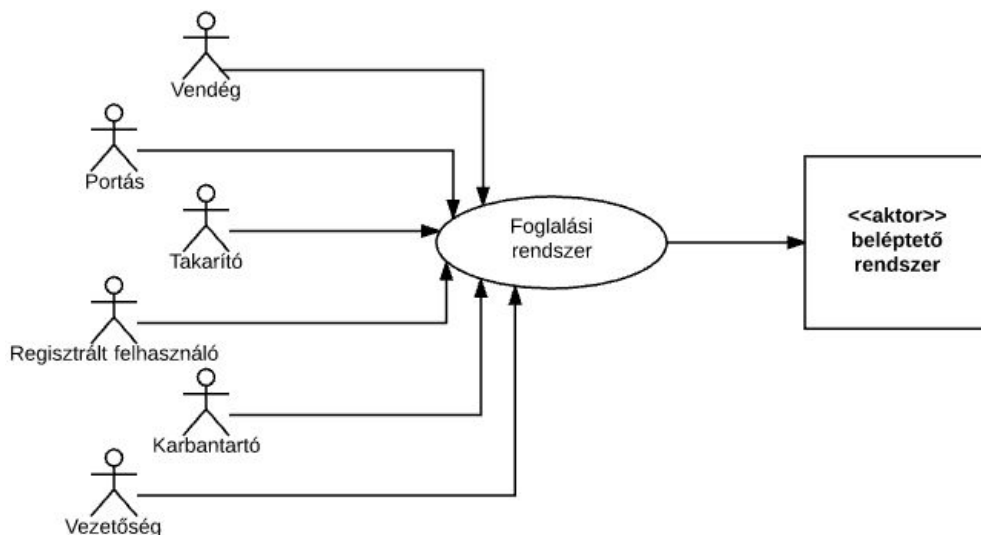 Vendég
Portás
Takarító
Regisztrált felhasználó
Karbantartó
Vezetőség
Foglalási
rendszer
<<aktor>>
beléptető
rendszer